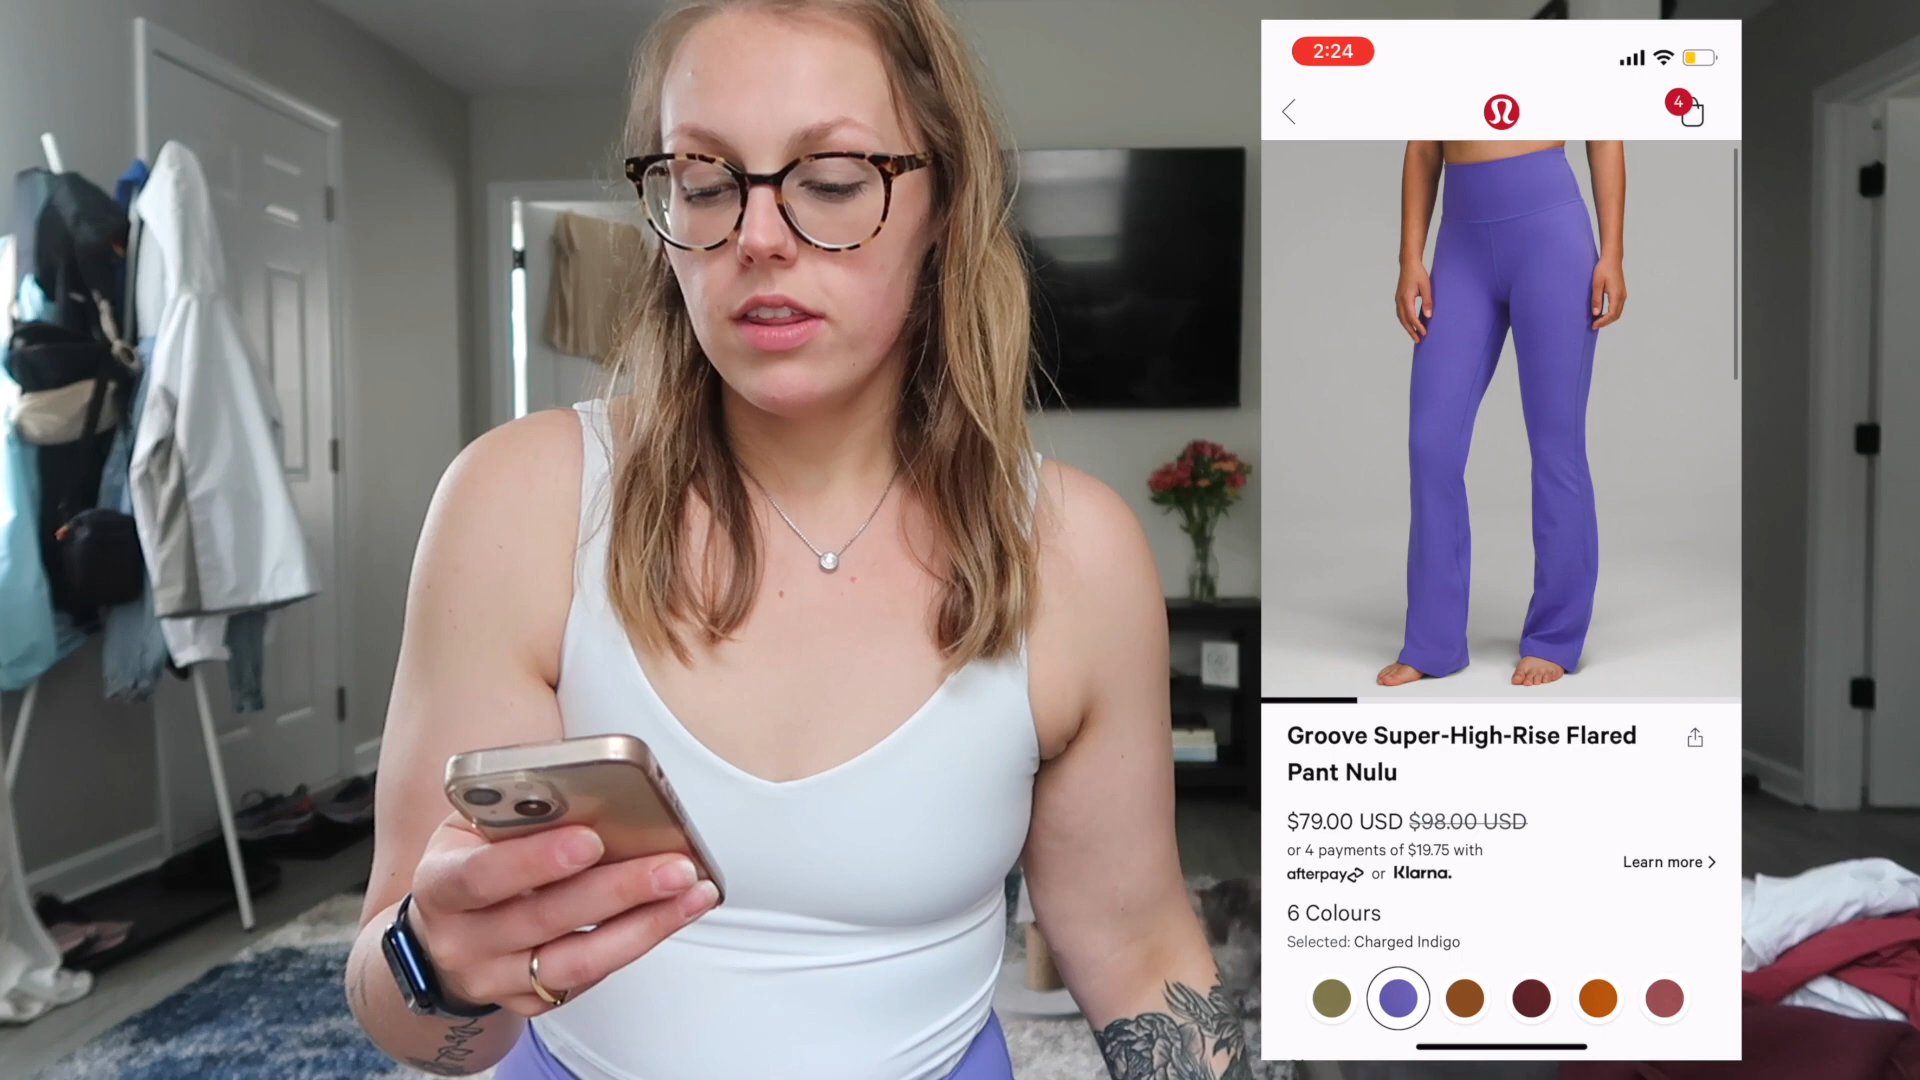 2:24
4
Groove Super-High-Rise Flared
Pant Nulu
$79.00 USD $98.00 USD
or 4 payments of $19.75 with
afterpay or Klarna.
Learn more >
6 Colours
Selected: Charged Indigo